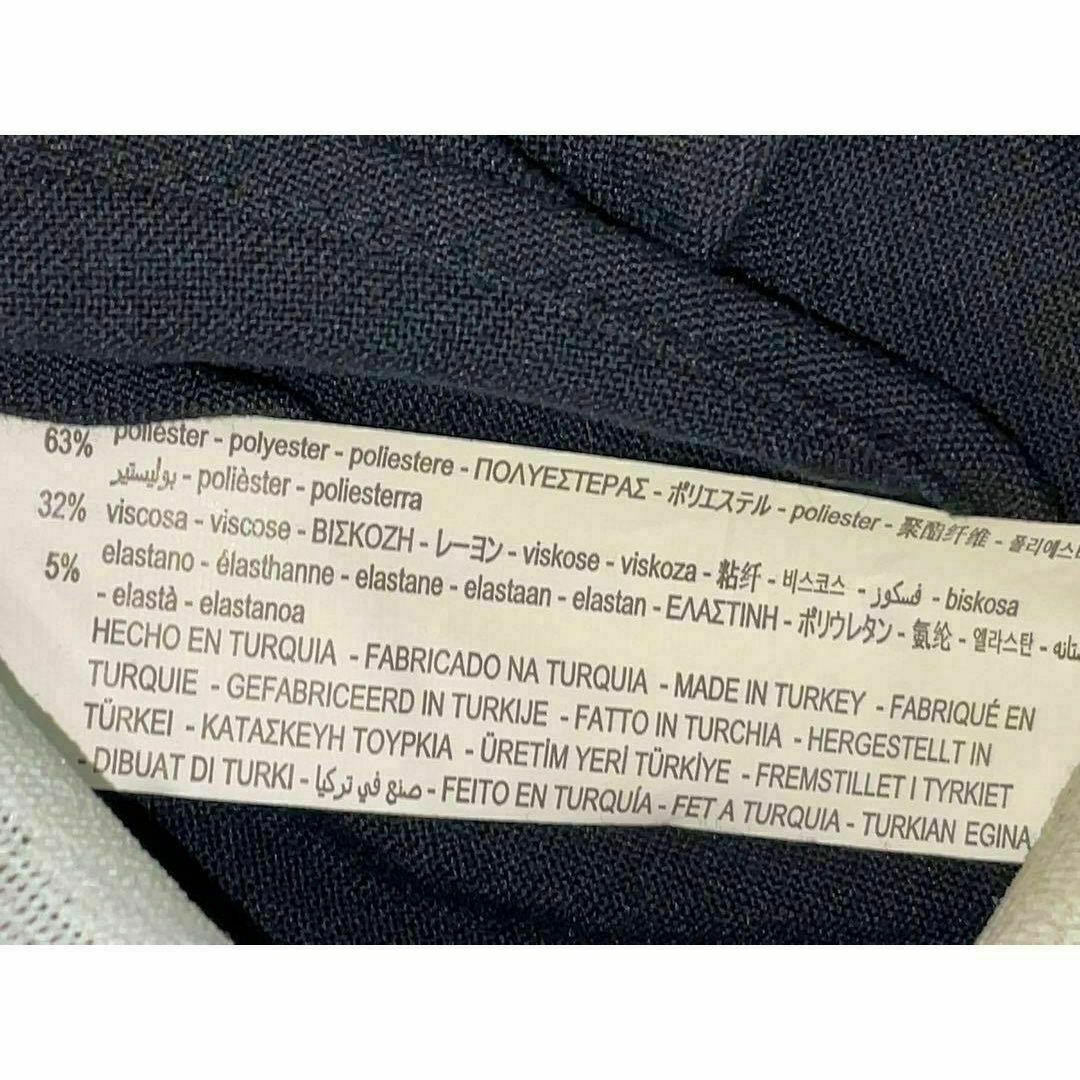 63% poliéster - polyester - poliestere - ΠΟΛΥΕΣΤΕΡΑΣ - ポリエステル - poliester - 聚酯纤维 -
بوليستير - polièster - poliesterra
32% viscosa - viscose - ΒΙΣΚΟΖΗ - レーヨン - viskose - viskoza - 粘纤 - 비스코스 - فسكوز - biskosa
5% elastano - élasthanne - elastane - elastaan - elastan - ΕΛΑΣΤΙΝΗ - ポリウレタン - 氨纶 - 엘라스탄 -
- elastà - elastanoa
HECHO EN TURQUIA - FABRICADO NA TURQUIA - MADE IN TURKEY - FABRIQUÉ EN
TURQUIE - GEFABRICEERD IN TURKIJE - FATTO IN TURCHIA - HERGESTELLT IN
TÜRKEI - ΚΑΤΑΣΚΕΥΗ ΤΟΥΡΚΙΑ - ÜRETİM YERİ TÜRKİYE - FREMSTILLET I TYRKIET
- DIBUAT DI TURKI - صنع في تركيا - FEITO EN TURQUÍA - FET A TURQUIA - TURKIAN EGINA